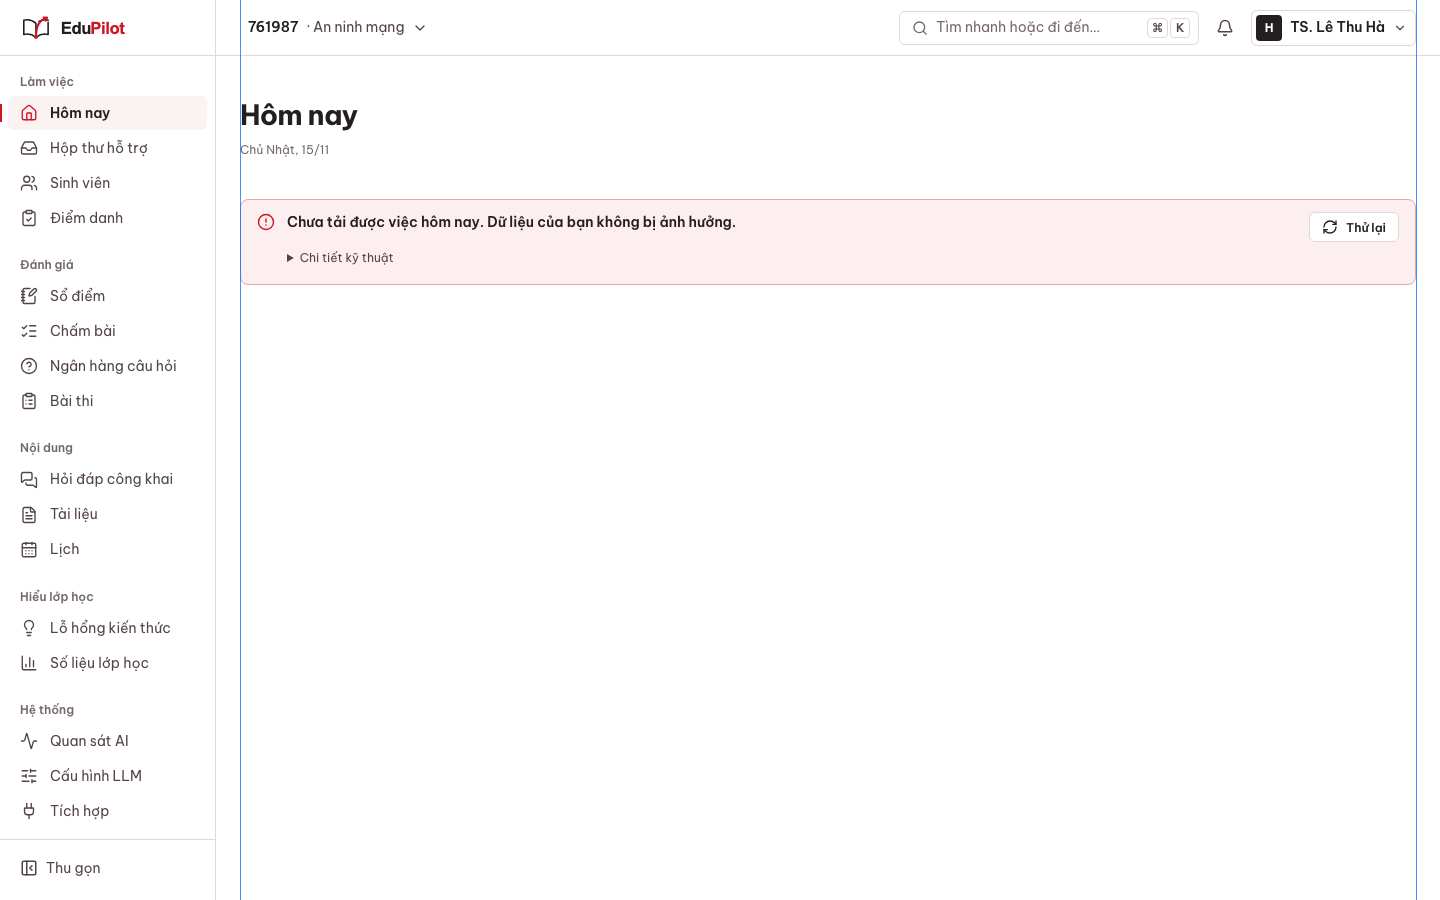 EduPilot
761987 · An ninh mạng
Tìm nhanh hoặc đi đến...
⌘ K
H TS. Lê Thu Hà
Làm việc
Hôm nay
Hộp thư hỗ trợ
Sinh viên
Điểm danh
Đánh giá
Sổ điểm
Chấm bài
Ngân hàng câu hỏi
Bài thi
Nội dung
Hỏi đáp công khai
Tài liệu
Lịch
Hiểu lớp học
Lỗ hổng kiến thức
Số liệu lớp học
Hệ thống
Quan sát AI
Cấu hình LLM
Tích hợp
Thu gọn
Hôm nay
Chủ Nhật, 15/11
Chưa tải được việc hôm nay. Dữ liệu của bạn không bị ảnh hưởng.
Thử lại
Chi tiết kỹ thuật